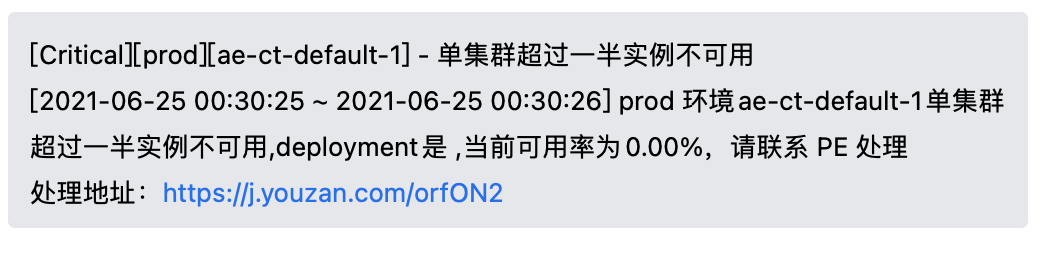 [Critical][prod][ae-ct-default-1] - 单集群超过一半实例不可用
[2021-06-25 00:30:25 ~ 2021-06-25 00:30:26] prod 环境ae-ct-default-1单集群
超过一半实例不可用,deployment是 ,当前可用率为0.00%，请联系 PE 处理
处理地址：https://j.youzan.com/orfON2